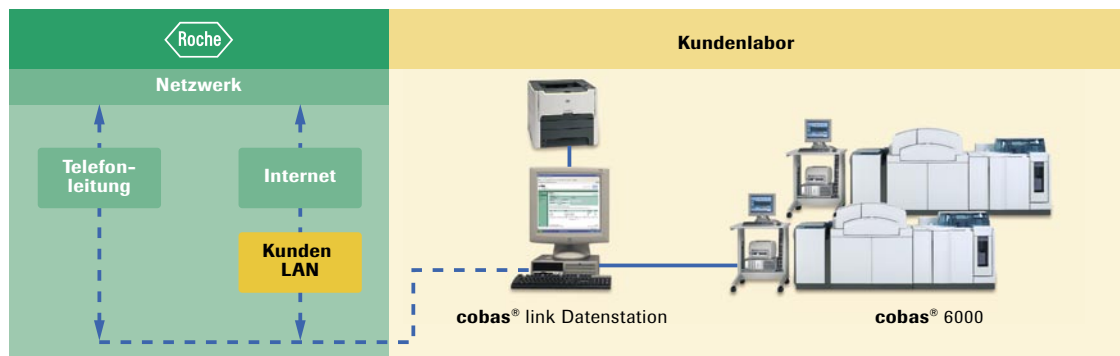 Roche
Netzwerk
Telefon-
leitung
Internet
Kunden
LAN
Kundenlabor
cobas® link Datenstation
cobas® 6000